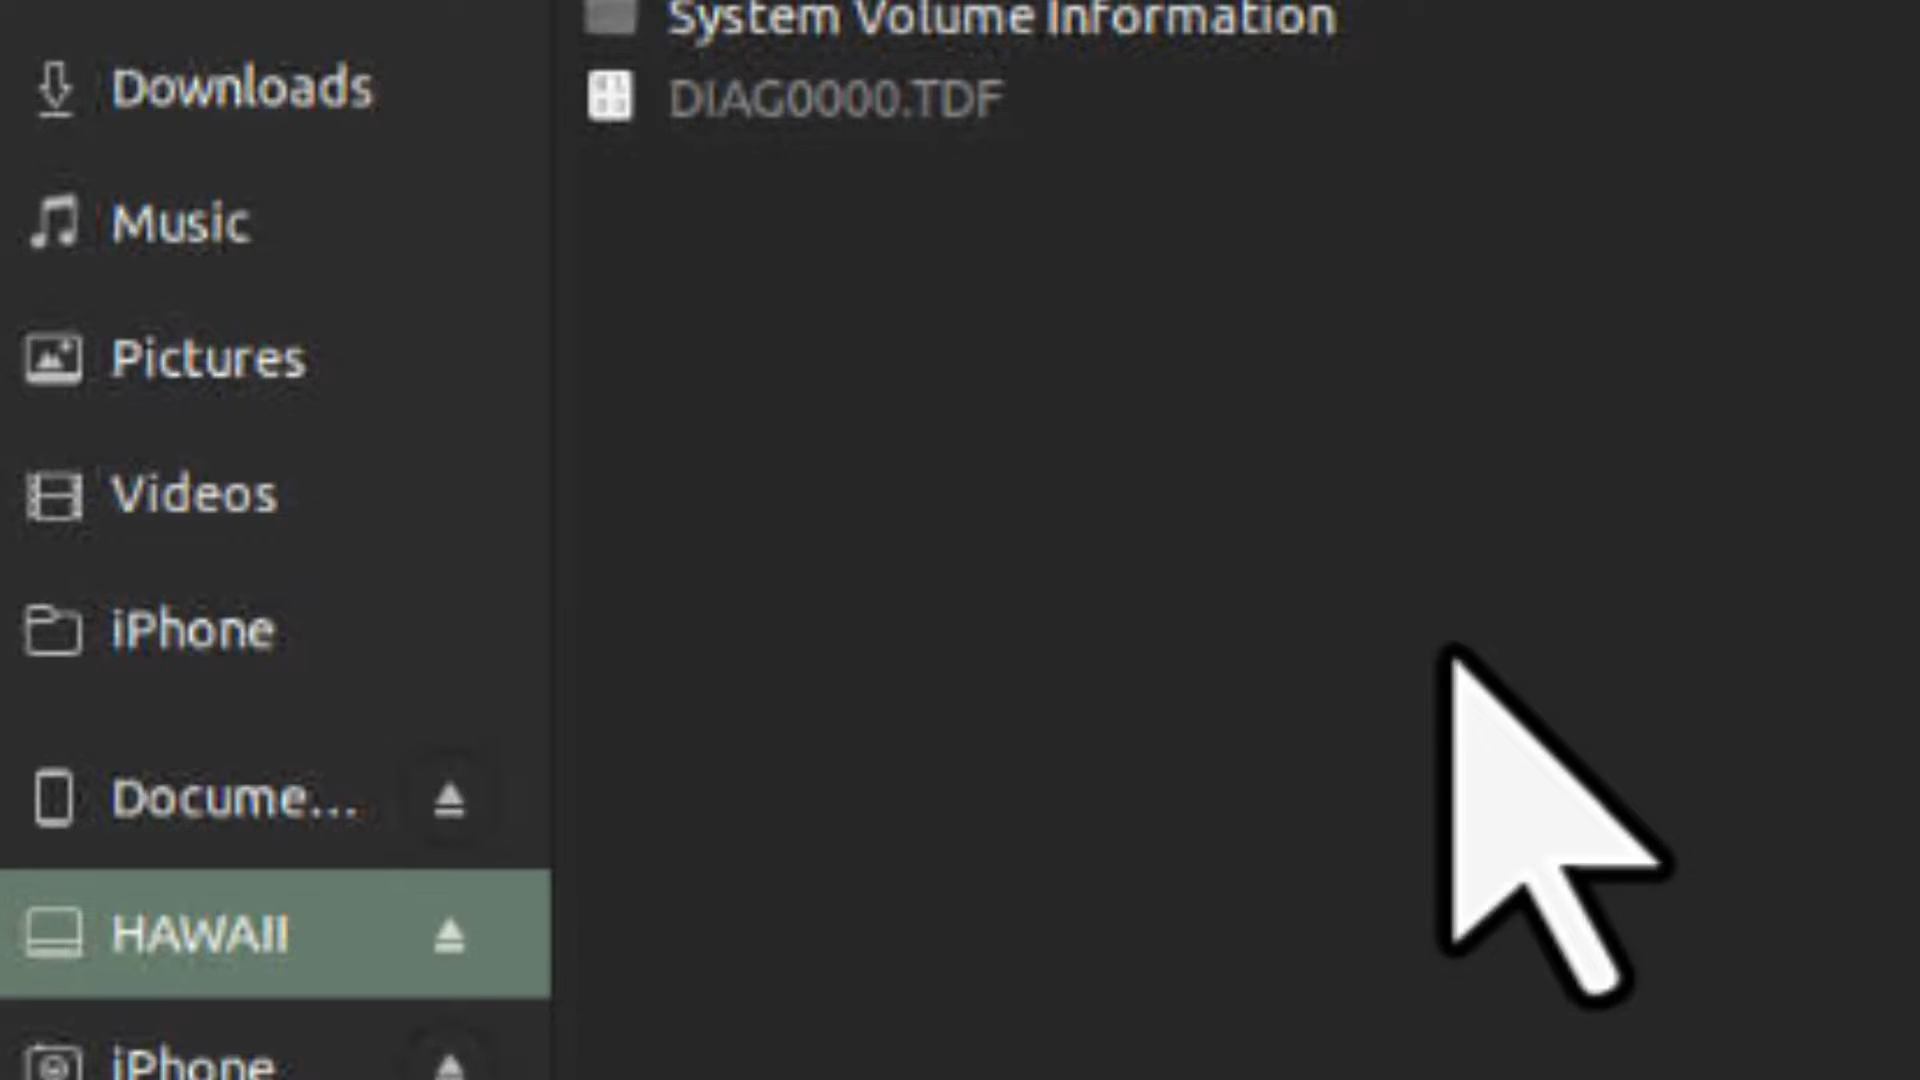 System Volume Information
Downloads
DIAG0000.TDF
Music
Pictures
Videos
iPhone
Docume...
HAWAII
iPhone